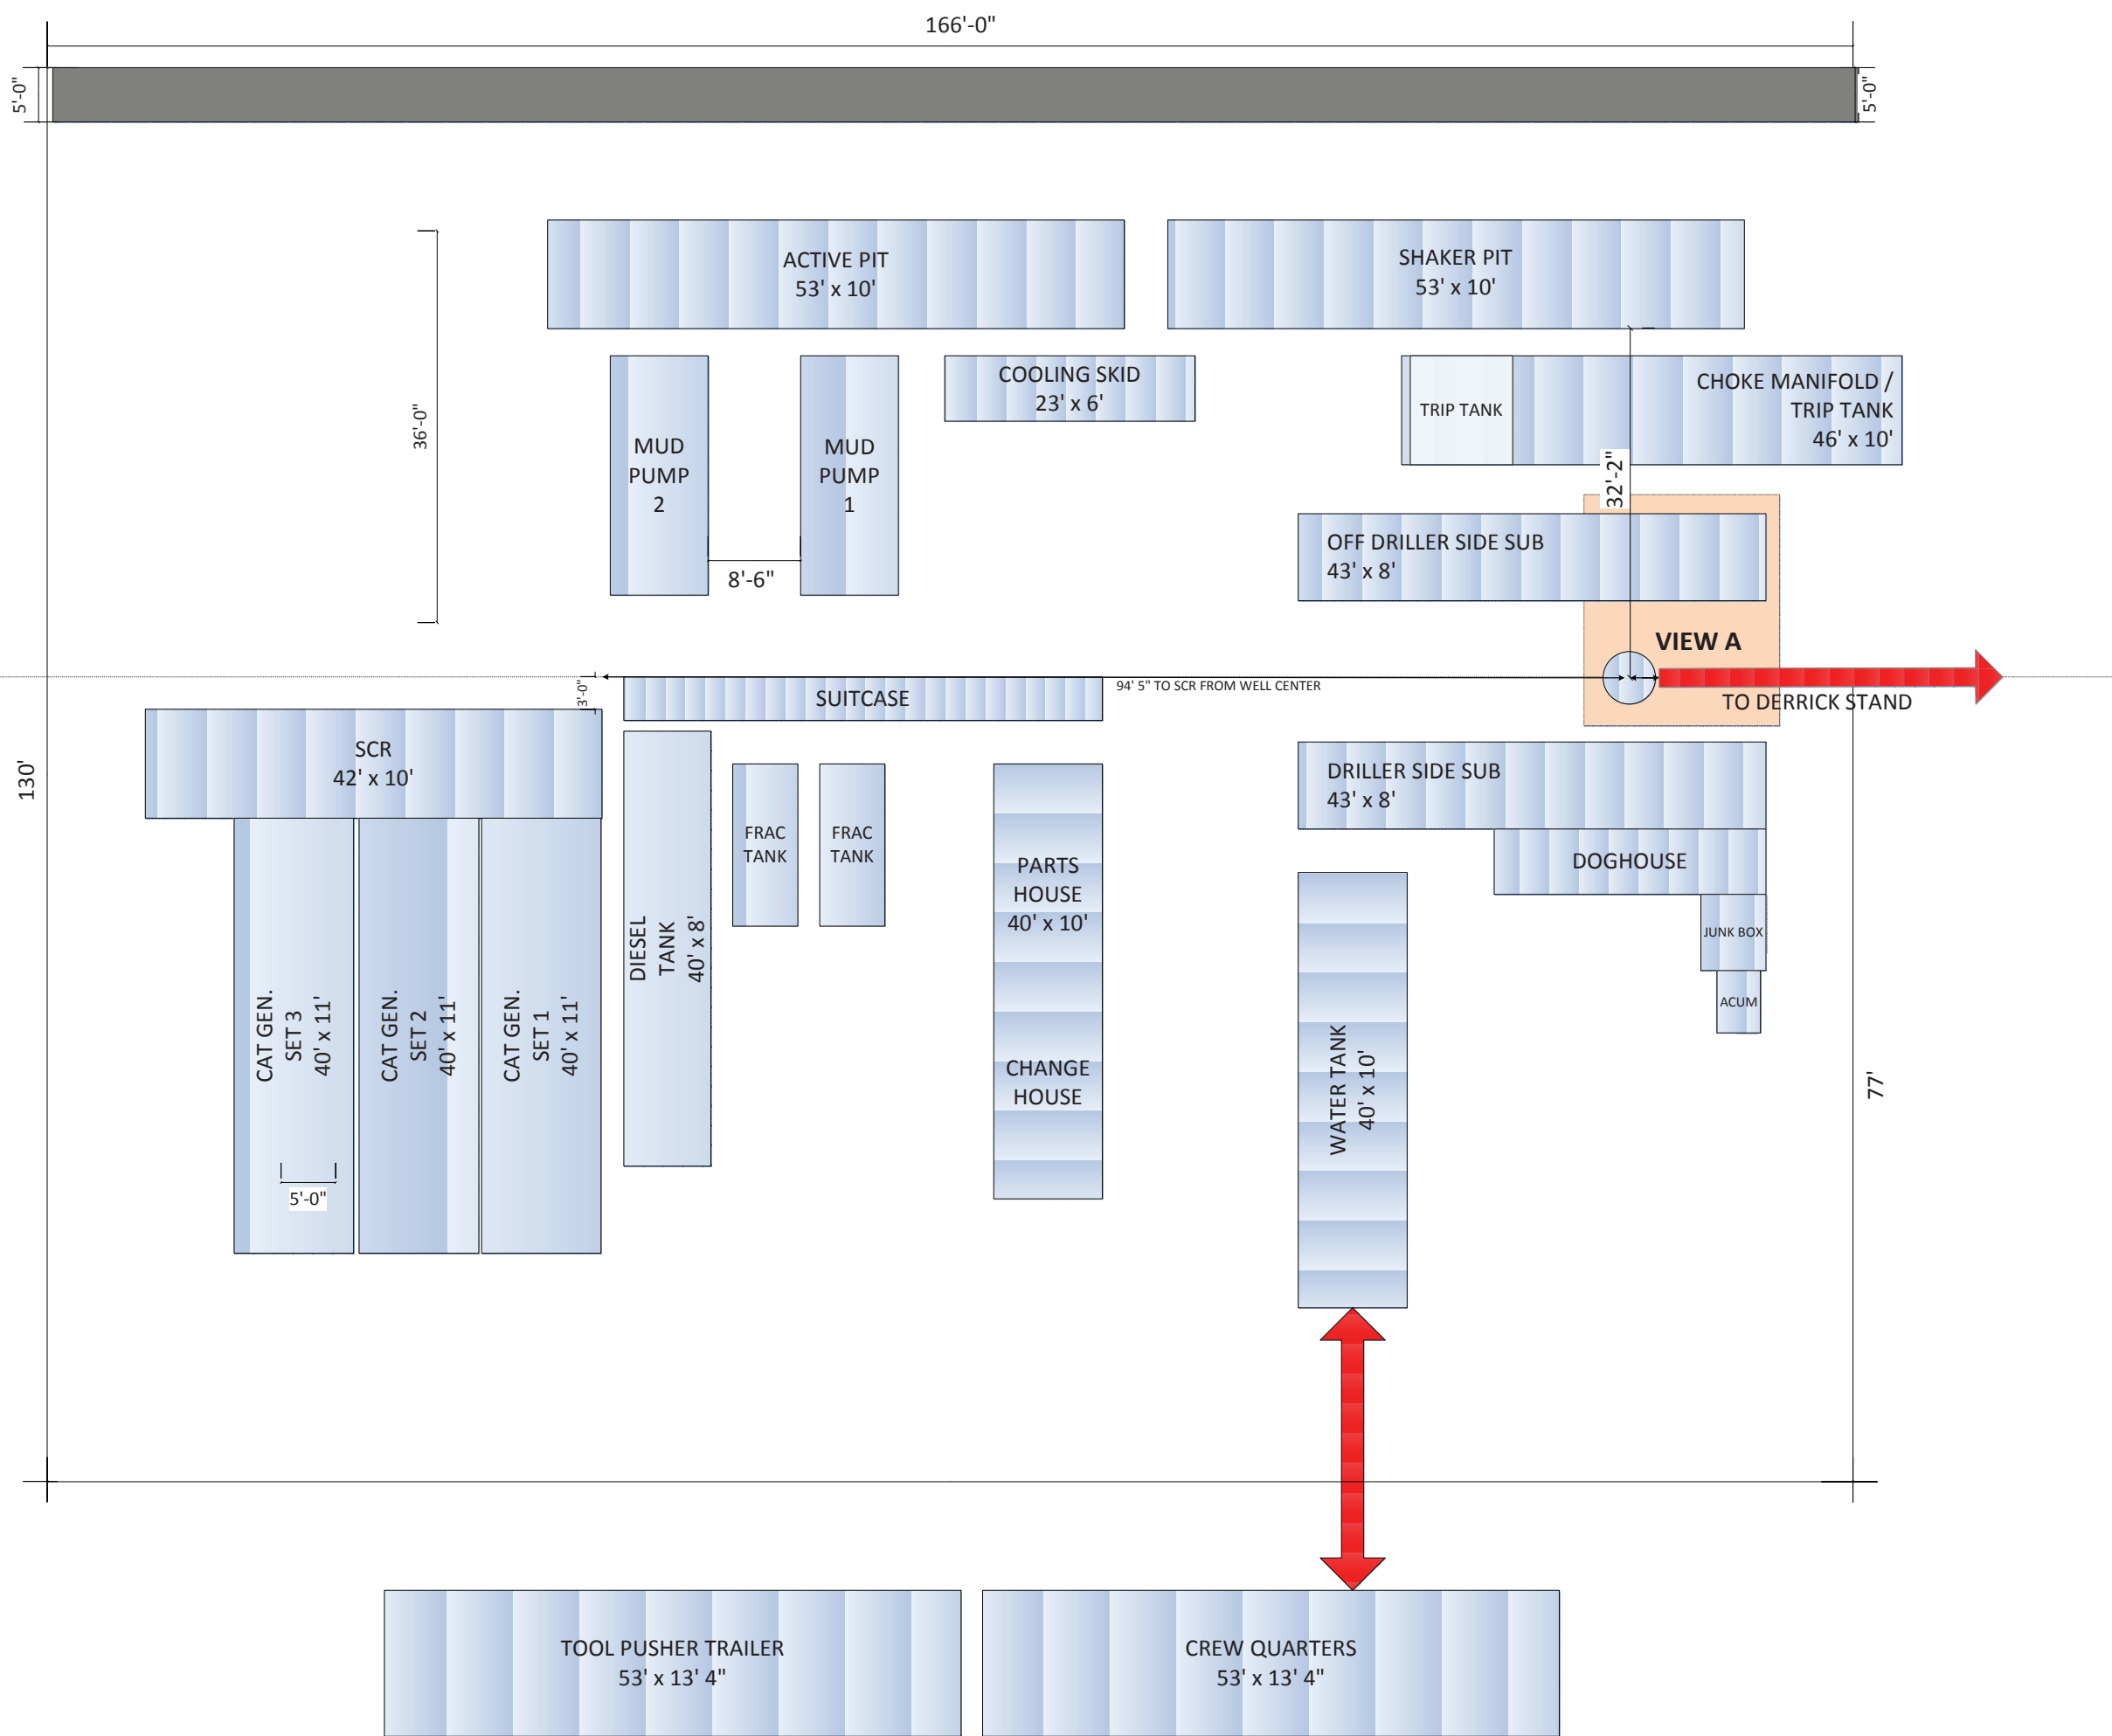 166'-0"
5'-0"
5'-0"
ACTIVE PIT
53' x 10'
SHAKER PIT
53' x 10'
36'-0"
MUD
PUMP
2
MUD
PUMP
1
8'-6"
COOLING SKID
23' x 6'
TRIP TANK
CHOKE MANIFOLD /
TRIP TANK
46' x 10'
32'-2"
OFF DRILLER SIDE SUB
43' x 8'
VIEW A
TO DERRICK STAND
3'-0"
SUITCASE
94' 5" TO SCR FROM WELL CENTER
130'
SCR
42' x 10'
DRILLER SIDE SUB
43' x 8'
DOGHOUSE
JUNK BOX
ACUM
FRAC
TANK
FRAC
TANK
DIESEL
TANK
40' x 8'
PARTS
HOUSE
40' x 10'
CHANGE
HOUSE
CAT GEN.
SET 3
40' x 11'
CAT GEN.
SET 2
40' x 11'
CAT GEN.
SET 1
40' x 11'
5'-0"
WATER TANK
40' x 10'
77'
TOOL PUSHER TRAILER
53' x 13' 4"
CREW QUARTERS
53' x 13' 4"